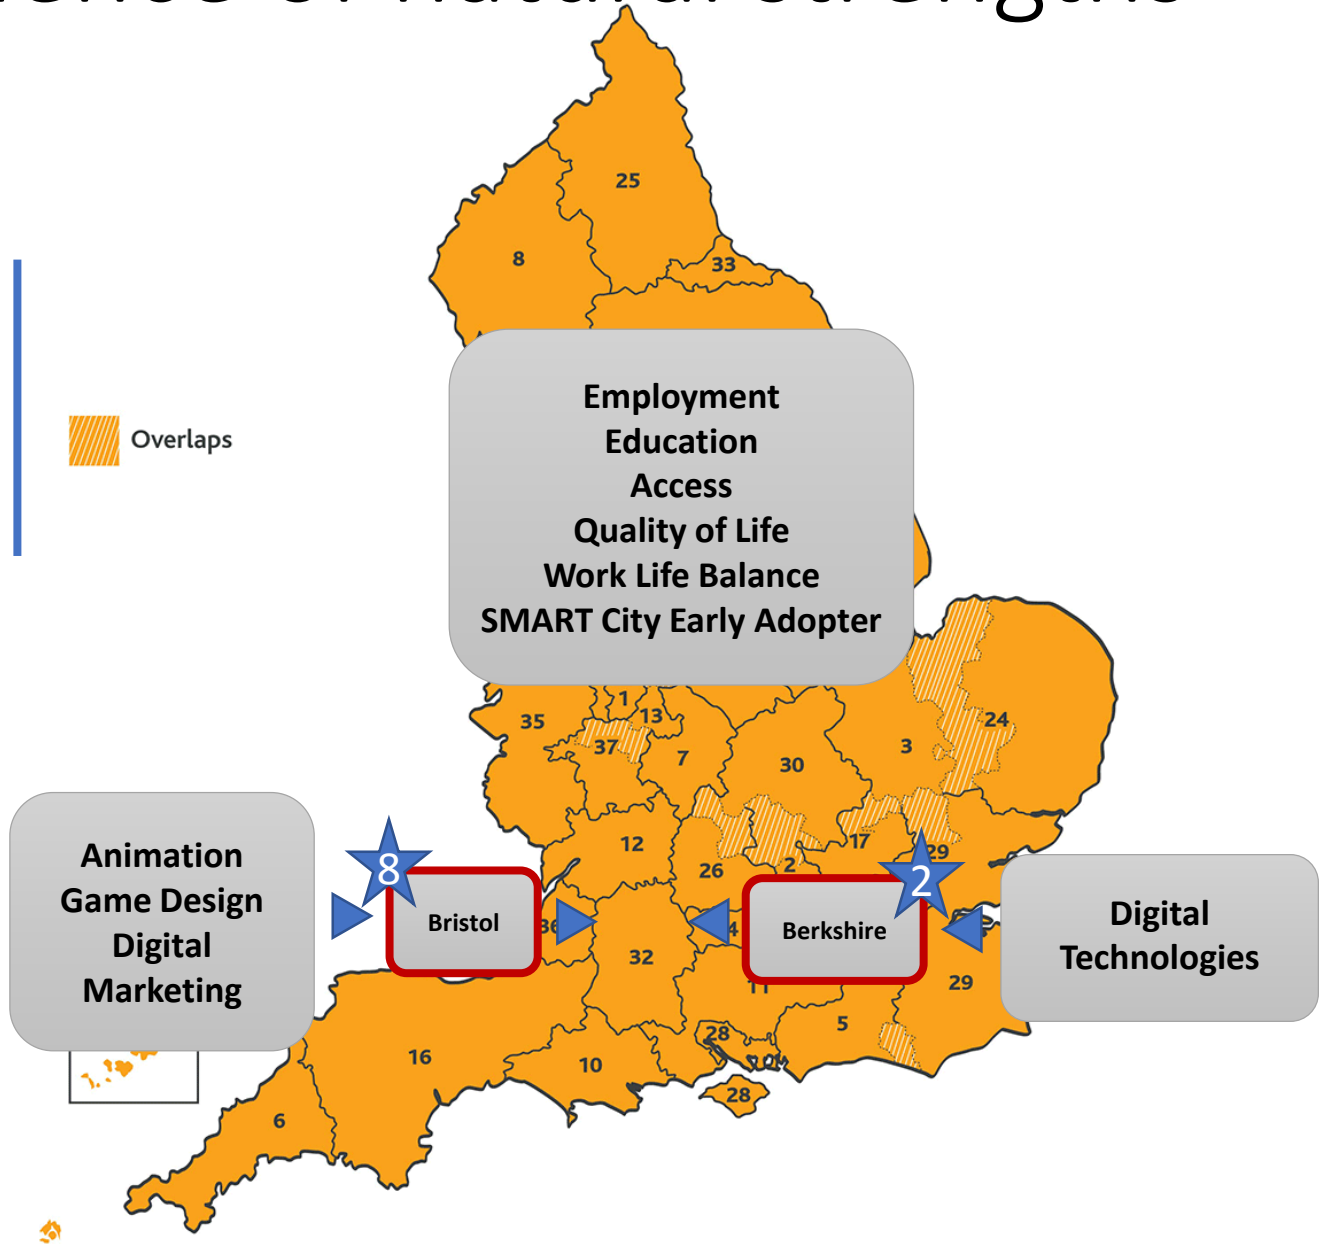 25
8
33
Employment
Education
Access
Quality of Life
Work Life Balance
SMART City Early Adopter
Overlaps
1
13
35
37
7
30
3
24
12
26
2
17
29
Animation
Game Design
Digital
Marketing
8
Bristol
36
32
Berkshire
2
Digital
Technologies
11
29
5
28
16
10
28
6